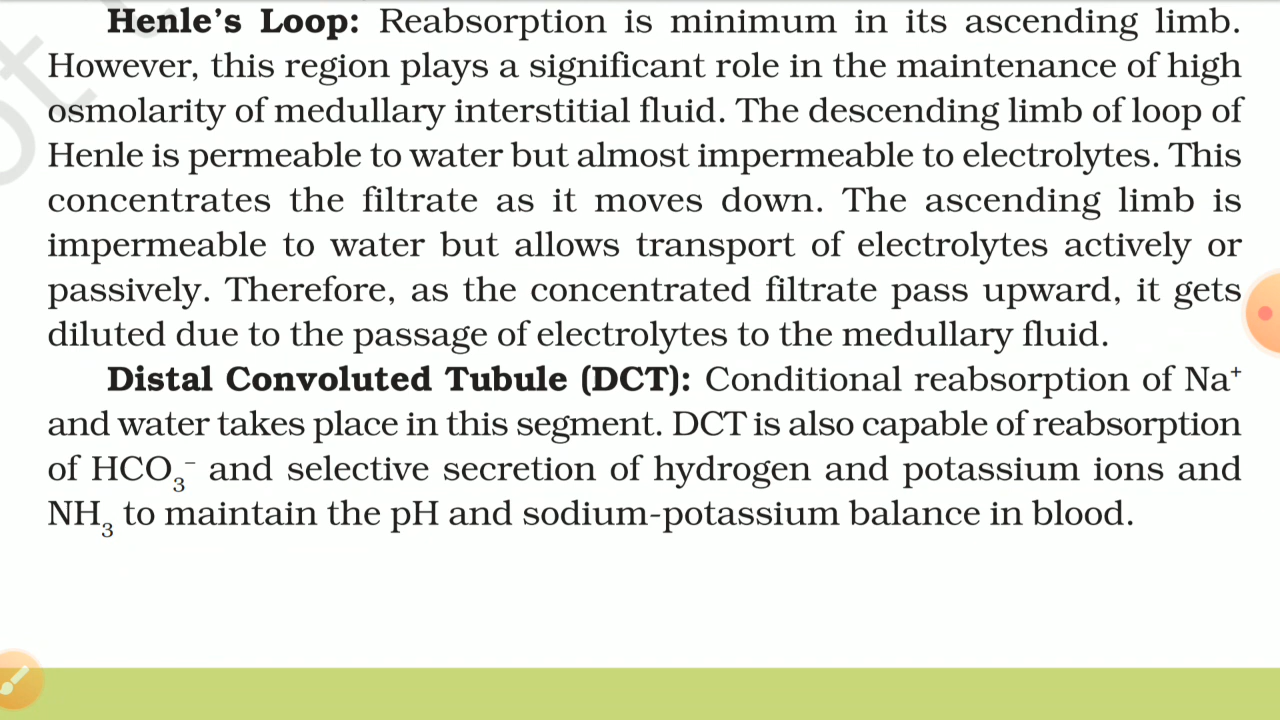 Henle's Loop: Reabsorption is minimum in its ascending limb.
However, this region plays a significant role in the maintenance of high
osmolarity of medullary interstitial fluid. The descending limb of loop of
Henle is permeable to water but almost impermeable to electrolytes. This
concentrates the filtrate as it moves down. The ascending limb is
impermeable to water but allows transport of electrolytes actively or
passively. Therefore, as the concentrated filtrate pass upward, it gets
diluted due to the passage of electrolytes to the medullary fluid.
Distal Convoluted Tubule (DCT): Conditional reabsorption of Na⁺
and water takes place in this segment. DCT is also capable of reabsorption
of HCO₃⁻ and selective secretion of hydrogen and potassium ions and
NH₃ to maintain the pH and sodium-potassium balance in blood.